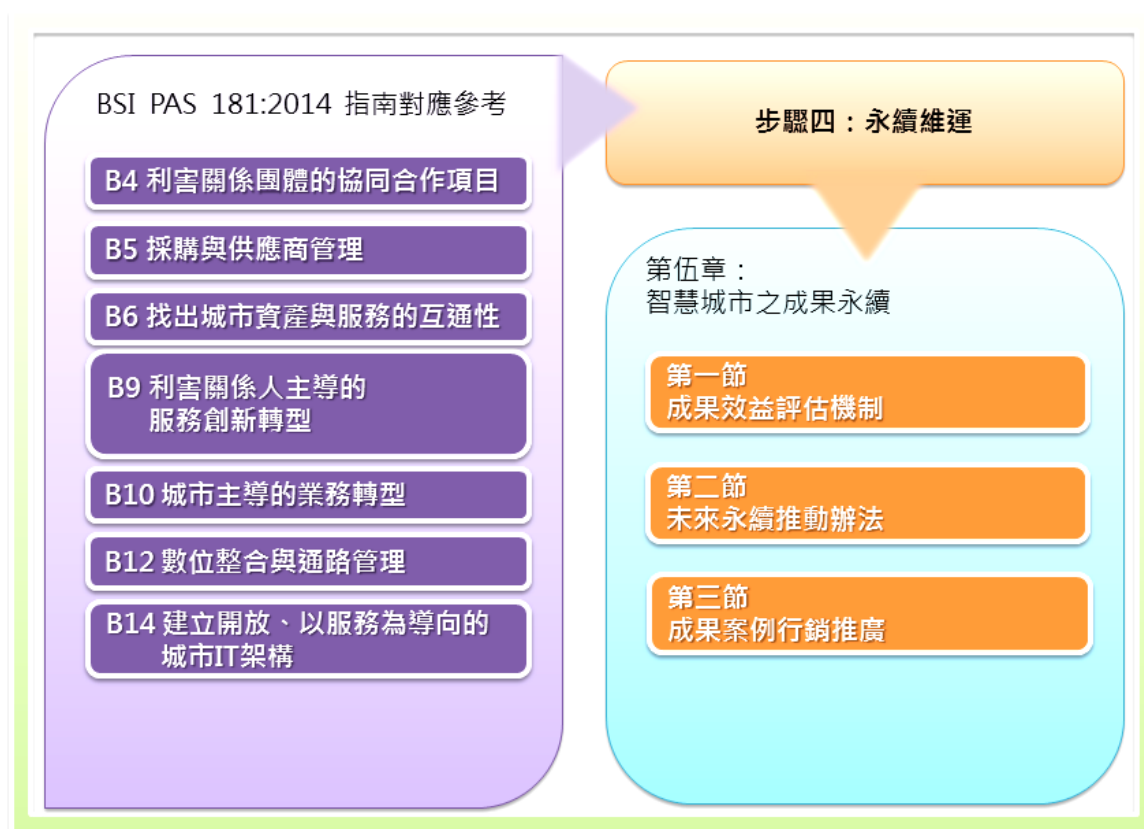 BSI PAS 181:2014 指南對應參考
B4 利害關係團體的協同合作項目
B5 採購與供應商管理
B6 找出城市資產與服務的互通性
B9 利害關係人主導的
服務創新轉型
B10 城市主導的業務轉型
B12 數位整合與通路管理
B14 建立開放、以服務為導向的
城市IT架構
步驟四：永續維運
第伍章：
智慧城市之成果永續
第一節
成果效益評估機制
第二節
未來永續推動辦法
第三節
成果案例行銷推廣